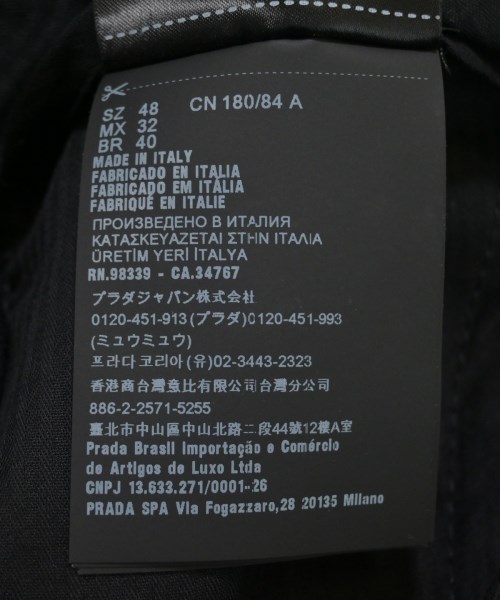 SZ 48 CN 180/84 A
MX 32
BR 40
MADE IN ITALY
FABRICADO EN ITALIA
FABRICADO EM ITÀLIA
FABRIQUÉ EN ITALIE
ПРОИЗВЕДЕНО В ИТАЛИЯ
ΚΑΤΑΣΚΕΥΑΖΕΤΑΙ ΣΤΗΝ ΙΤΑΛΙΑ
ÜRETİM YERİ İTALYA
RN.98339 - CA.34767
プラダジャパン株式会社
0120-451-913(プラダ)0120-451-993
(ミュウミュウ)
프라다코리아(유)02-3443-2323
香港商台灣意比有限公司台灣分公司
886-2-2571-5255
臺北市中山區中山北路二段44號12樓A室
Prada Brasil Importação e Comércio
de Artigos de Luxo Ltda
CNPJ 13.633.271/0001-26
PRADA SPA Via Fogazzaro,28 20135 Milano